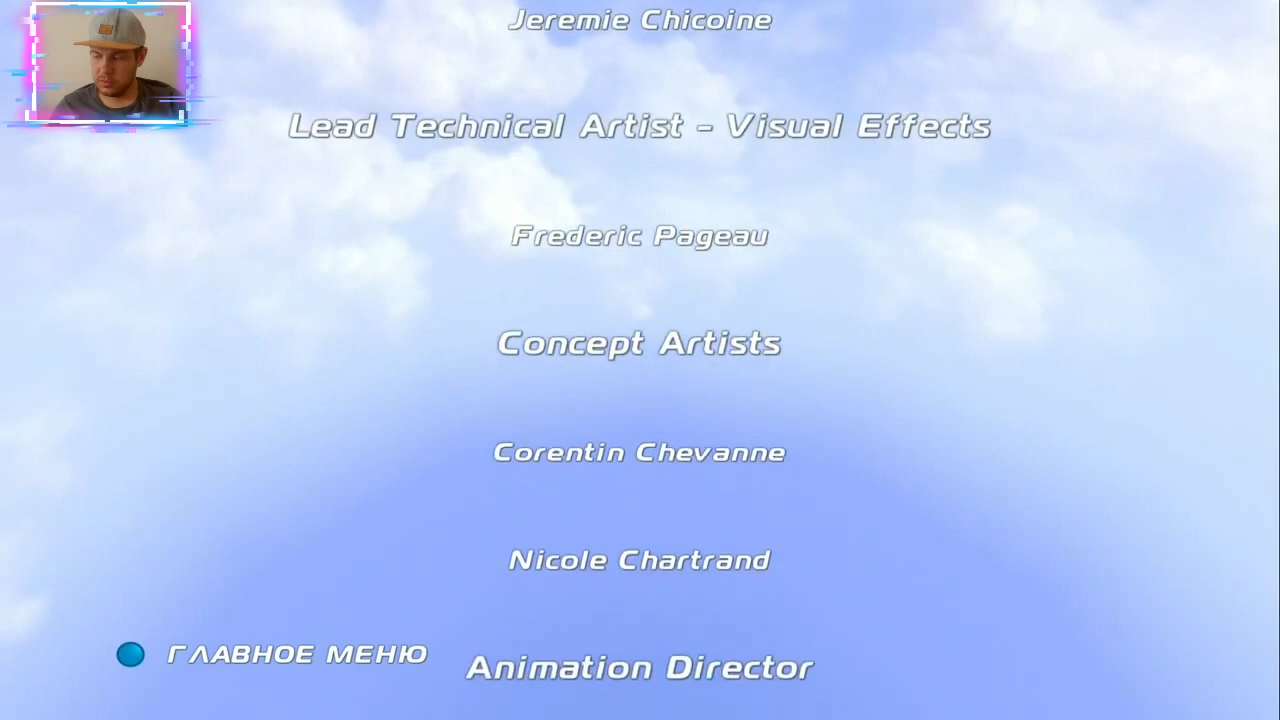 Jeremie Chicoine
Lead Technical Artist - Visual Effects
Frederic Pageau
Concept Artists
Corentin Chevanne
Nicole Chartrand
ГЛАВНОЕ МЕНЮ
Animation Director